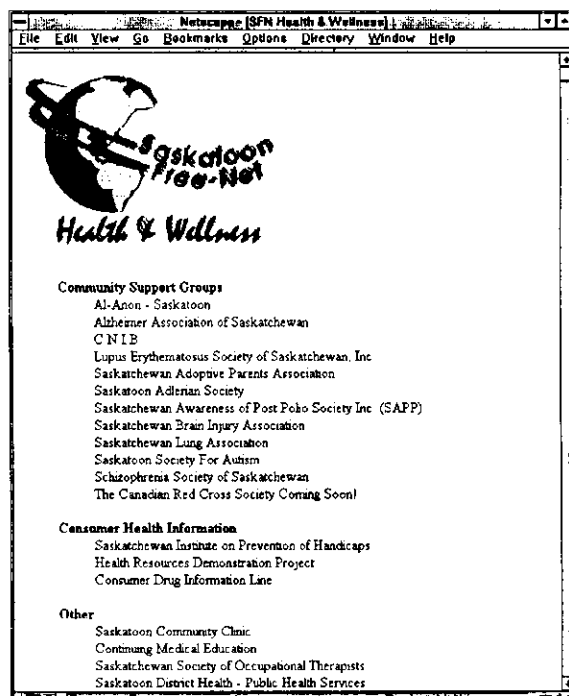 Netscape [SFN Health & Wellness]
File Edit View Go Bookmarks Options Directory Window Help
Saskatoon
Free-Net
Health & Wellness
Community Support Groups
Al-Anon - Saskatoon
Alzheimer Association of Saskatchewan
C N I B
Lupus Erythematosus Society of Saskatchewan, Inc
Saskatchewan Adoptive Parents Association
Saskatoon Adlerian Society
Saskatchewan Awareness of Post Polio Society Inc (SAPP)
Saskatchewan Brain Injury Association
Saskatchewan Lung Association
Saskatoon Society For Autism
Schizophrenia Society of Saskatchewan
The Canadian Red Cross Society Coming Soon!
Consumer Health Information
Saskatchewan Institute on Prevention of Handicaps
Health Resources Demonstration Project
Consumer Drug Information Line
Other
Saskatoon Community Clinic
Continuing Medical Education
Saskatchewan Society of Occupational Therapists
Saskatoon District Health - Public Health Services